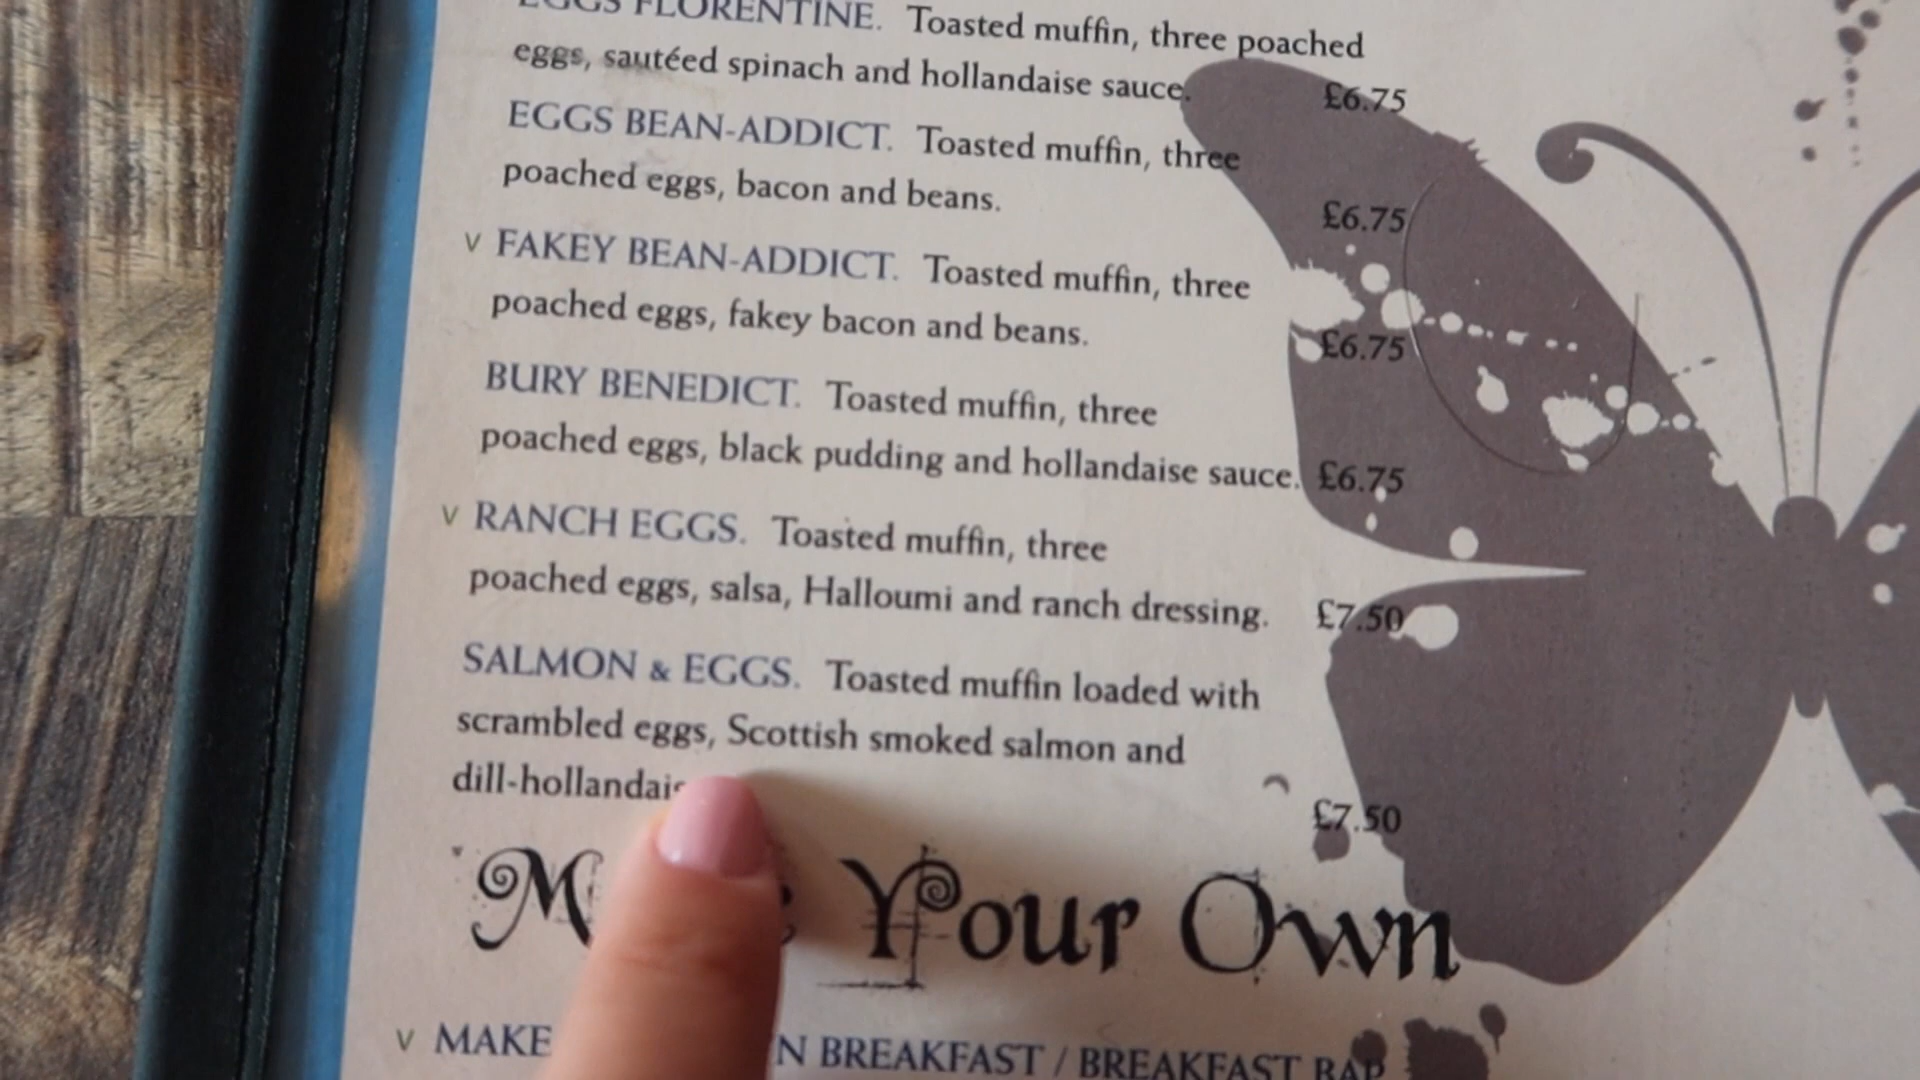 EGGS FLORENTINE. Toasted muffin, three poached
eggs, sautéed spinach and hollandaise sauce. £6.75
EGGS BEAN-ADDICT. Toasted muffin, three
poached eggs, bacon and beans. £6.75
v FAKEY BEAN-ADDICT. Toasted muffin, three
poached eggs, fakey bacon and beans. £6.75
BURY BENEDICT. Toasted muffin, three
poached eggs, black pudding and hollandaise sauce. £6.75
v RANCH EGGS. Toasted muffin, three
poached eggs, salsa, Halloumi and ranch dressing. £7.50
SALMON & EGGS. Toasted muffin loaded with
scrambled eggs, Scottish smoked salmon and
dill-hollandais £7.50
Your Own
v MAKE BREAKFAST / BREAKFAST BAP